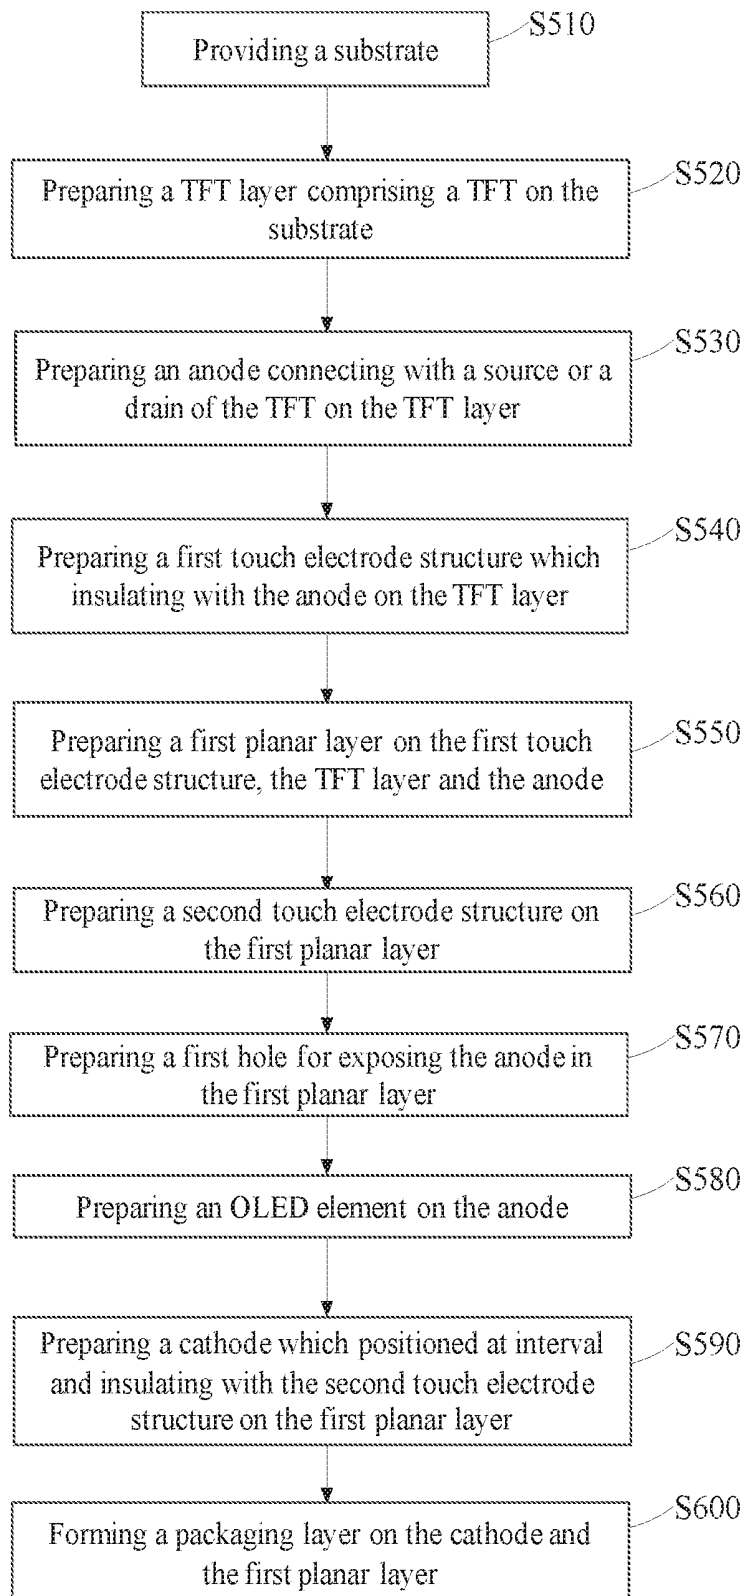 S510
Providing a substrate
S520
Preparing a TFT layer comprising a TFT on the
substrate
S530
Preparing an anode connecting with a source or a
drain of the TFT on the TFT layer
S540
Preparing a first touch electrode structure which
insulating with the anode on the TFT layer
S550
Preparing a first planar layer on the first touch
electrode structure, the TFT layer and the anode
S560
Preparing a second touch electrode structure on
the first planar layer
S570
Preparing a first hole for exposing the anode in
the first planar layer
S580
Preparing an OLED element on the anode
S590
Preparing a cathode which positioned at interval
and insulating with the second touch electrode
structure on the first planar layer
S600
Forming a packaging layer on the cathode and
the first planar layer